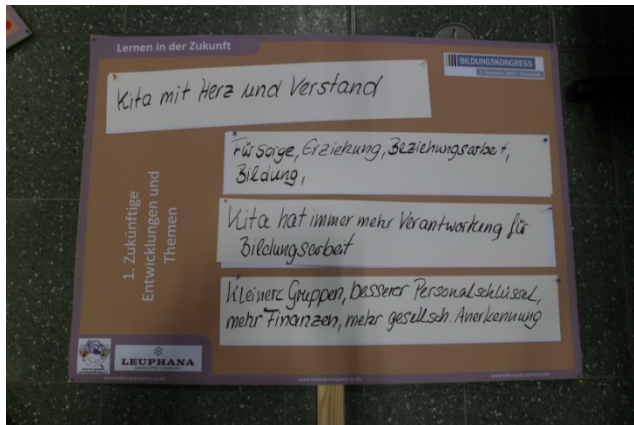 Lernen in der Zukunft
BILDUNGSKONGRESS
Kita mit Herz und Verstand
Fürsorge, Erziehung, Beziehungsarbeit,
Bildung,
Kita hat immer mehr Verantwortung für
Bildungsarbeit
Kleinere Gruppen, besserer Personalschlüssel,
mehr Finanzen, mehr gesellsch. Anerkennung
1. Zukünftige
Entwicklungen und
Themen
LEUPHANA